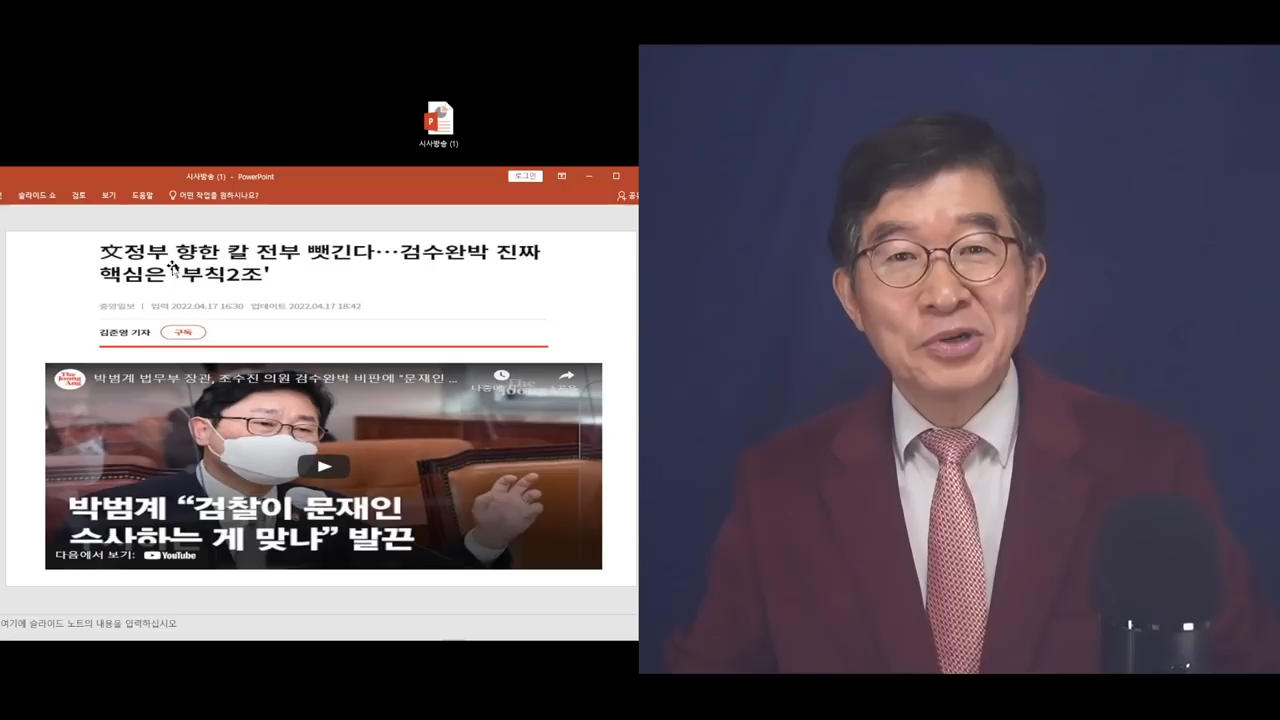 시사방송 (1)
시사방송 (1) - PowerPoint
로그인
슬라이드 쇼
검토
보기
도움말
어떤 작업을 원하시나요?
文정부 향한 칼 전부 뺏긴다…검수완박 진짜
핵심은 '부칙2조'
중앙일보 | 입력 2022.04.17 16:30 업데이트 2022.04.17 18:42
김준영 기자
구독
The JoongAng
박범계 법무부 장관, 조수진 의원 검수완박 비판에 "문재인 ...
박범계 “검찰이 문재인
수사하는 게 맞냐” 발끈
다음에서 보기: YouTube
여기에 슬라이드 노트의 내용을 입력하십시오